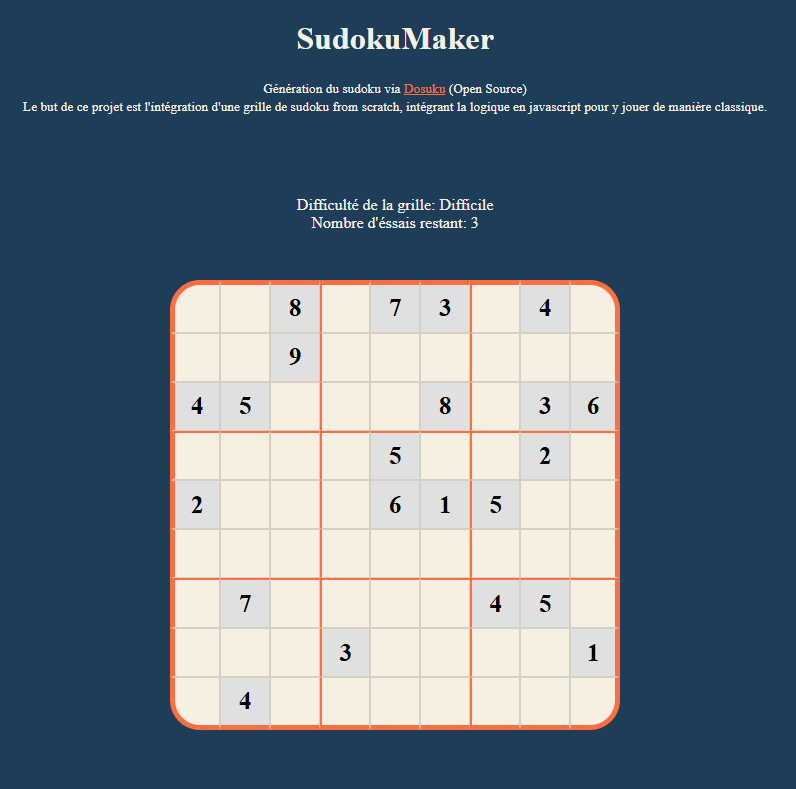 SudokuMaker
Génération du sudoku via Dosuku (Open Source)
Le but de ce projet est l'intégration d'une grille de sudoku from scratch, intégrant la logique en javascript pour y jouer de manière classique.
Difficulté de la grille: Difficile
Nombre d'éssais restant: 3
8 7 3 4
9
4 5 8 3 6
5 2
2 6 1 5
7 4 5
3 1
4